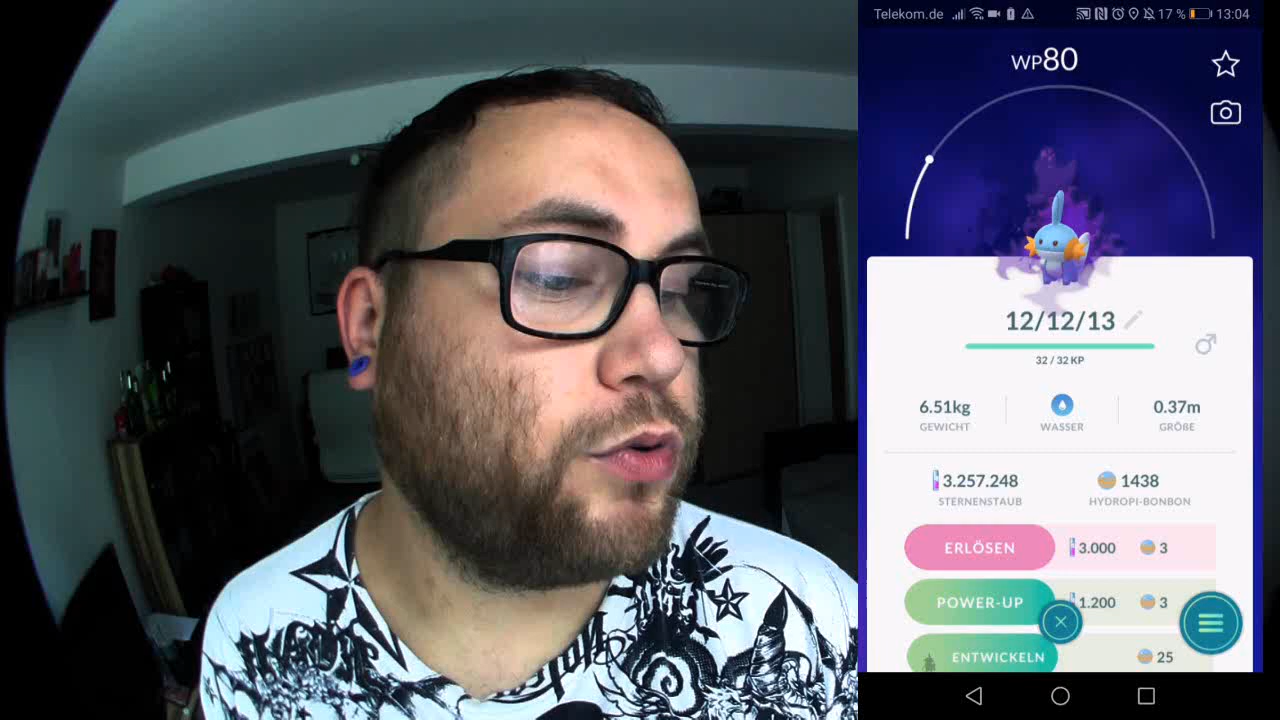 Telekom.de 17 % 13:04
WP80
12/12/13
32 / 32 KP
6.51kg
GEWICHT
WASSER
0.37m
GRÖßE
3.257.248
STERNENSTAUB
1438
HYDROPI-BONBON
ERLÖSEN 3.000 3
POWER-UP 1.200 3
ENTWICKELN 25